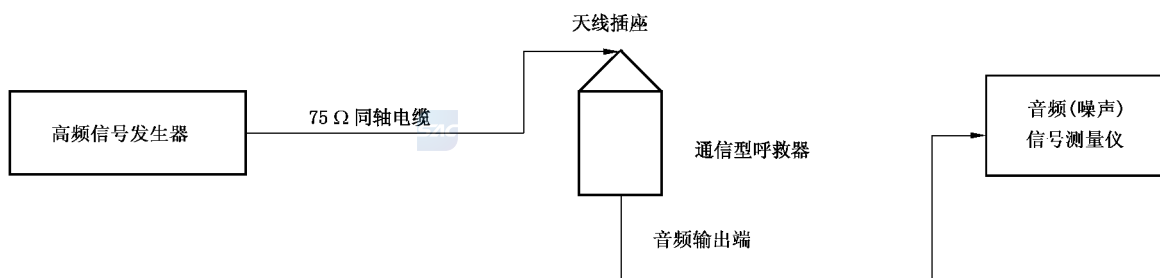 天线插座
高频信号发生器
75 Ω 同轴电缆
SZIC
通信型呼救器
音频输出端
音频(噪声)
信号测量仪